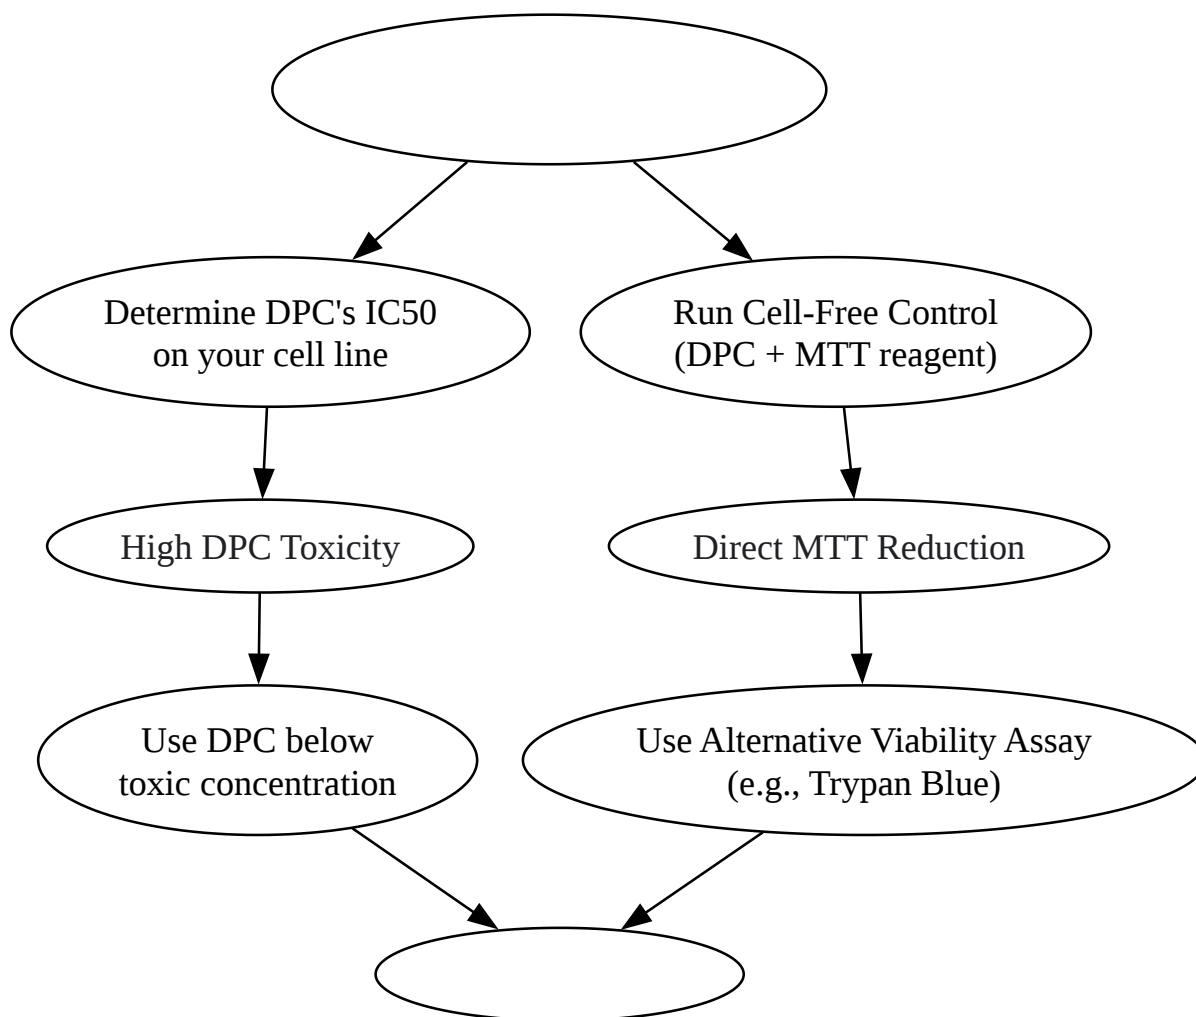 Determine DPC's IC50
on your cell line
Run Cell-Free Control
(DPC + MTT reagent)
High DPC Toxicity
Direct MTT Reduction
Use DPC below
toxic concentration
Use Alternative Viability Assay
(e.g., Trypan Blue)